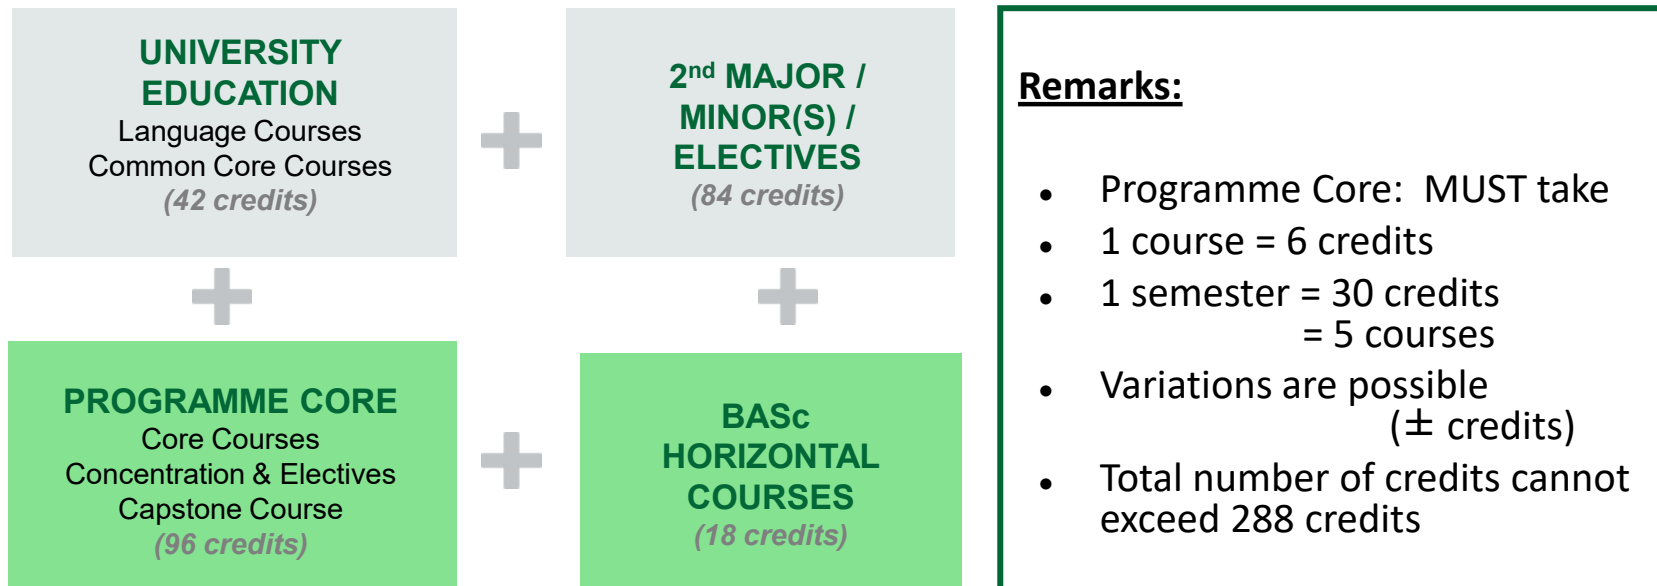 UNIVERSITY
EDUCATION
Language Courses
Common Core Courses
(42 credits)
2nd MAJOR /
MINOR(S) /
ELECTIVES
(84 credits)
PROGRAMME CORE
Core Courses
Concentration & Electives
Capstone Course
(96 credits)
BASc
HORIZONTAL
COURSES
(18 credits)
Remarks:
• Programme Core: MUST take
• 1 course = 6 credits
• 1 semester = 30 credits
= 5 courses
• Variations are possible
(± credits)
• Total number of credits cannot
exceed 288 credits